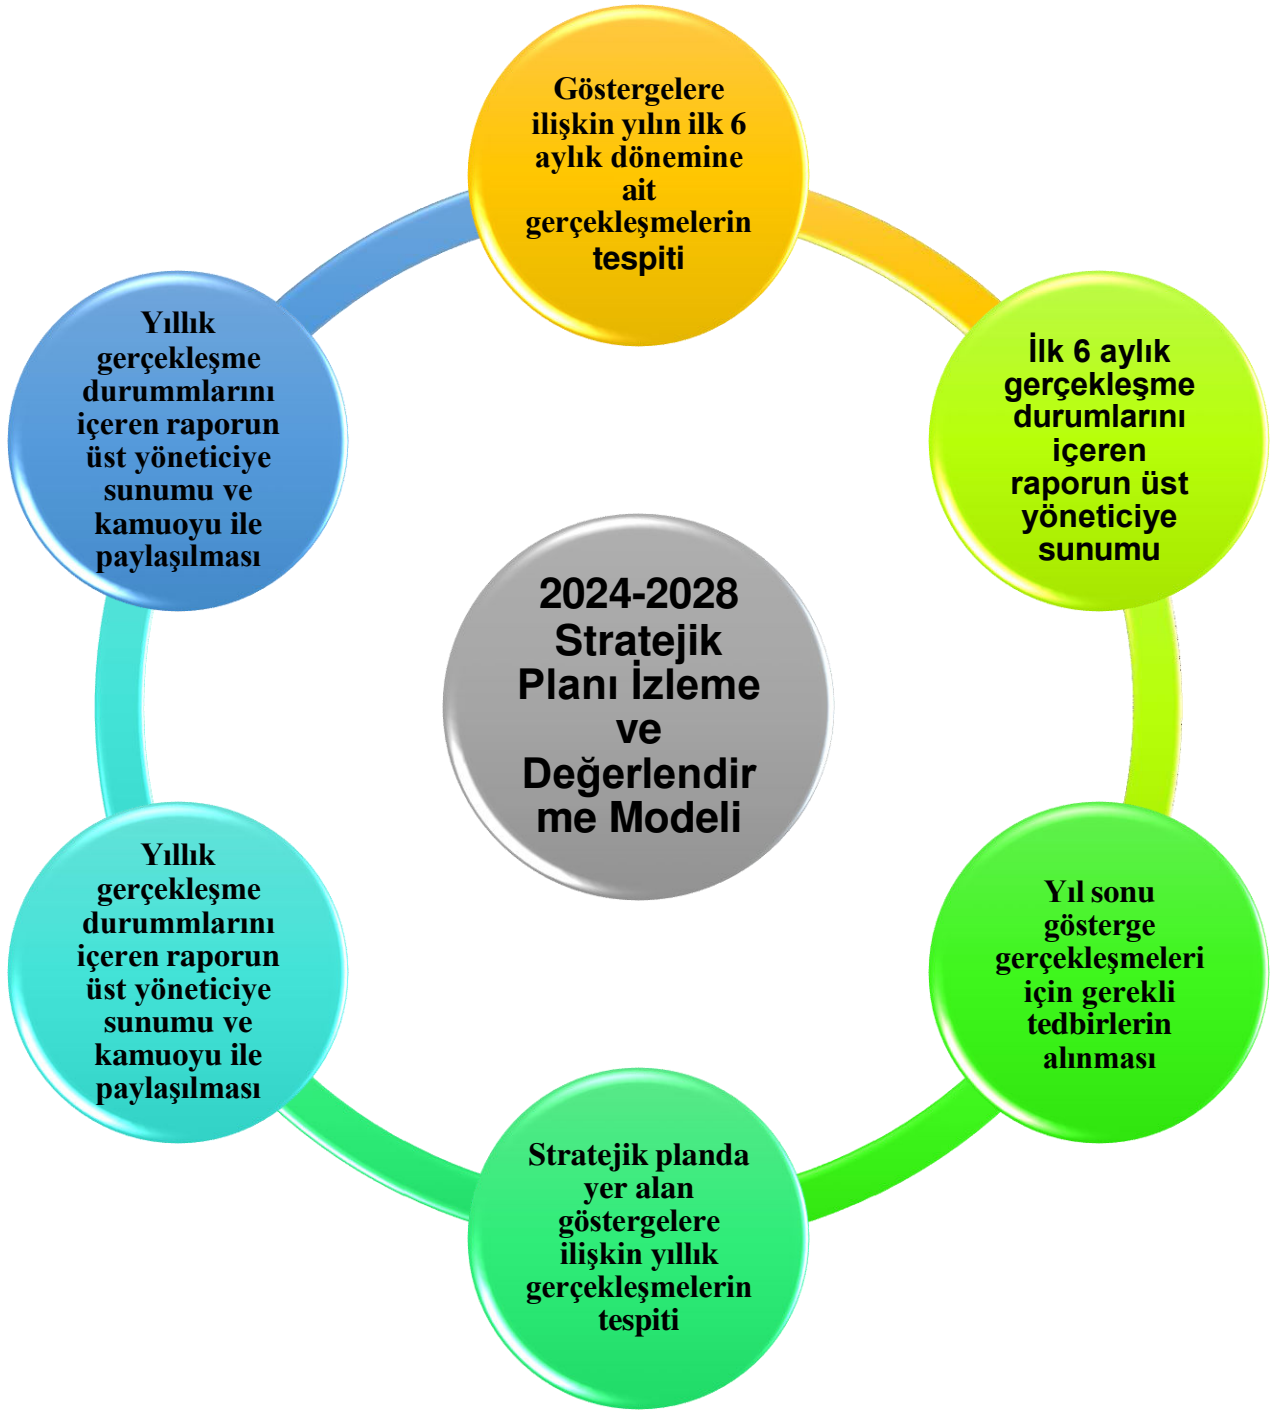 Göstergelere
ilişkin yılın ilk 6
aylık dönemine
ait
gerçekleşmelerin
tespiti
İlk 6 aylık
gerçekleşme
durumlarını
içeren
raporun üst
yöneticiye
sunumu
Yıl sonu
gösterge
gerçekleşmeleri
için gerekli
tedbirlerin
alınması
Stratejik planda
yer alan
göstergelere
ilişkin yıllık
gerçekleşmelerin
tespiti
Yıllık
gerçekleşme
durummlarını
içeren raporun
üst yöneticiye
sunumu ve
kamuoyu ile
paylaşılması
Yıllık
gerçekleşme
durummlarını
içeren raporun
üst yöneticiye
sunumu ve
kamuoyu ile
paylaşılması
2024-2028
Stratejik
Planı İzleme
ve
Değerlendir
me Modeli